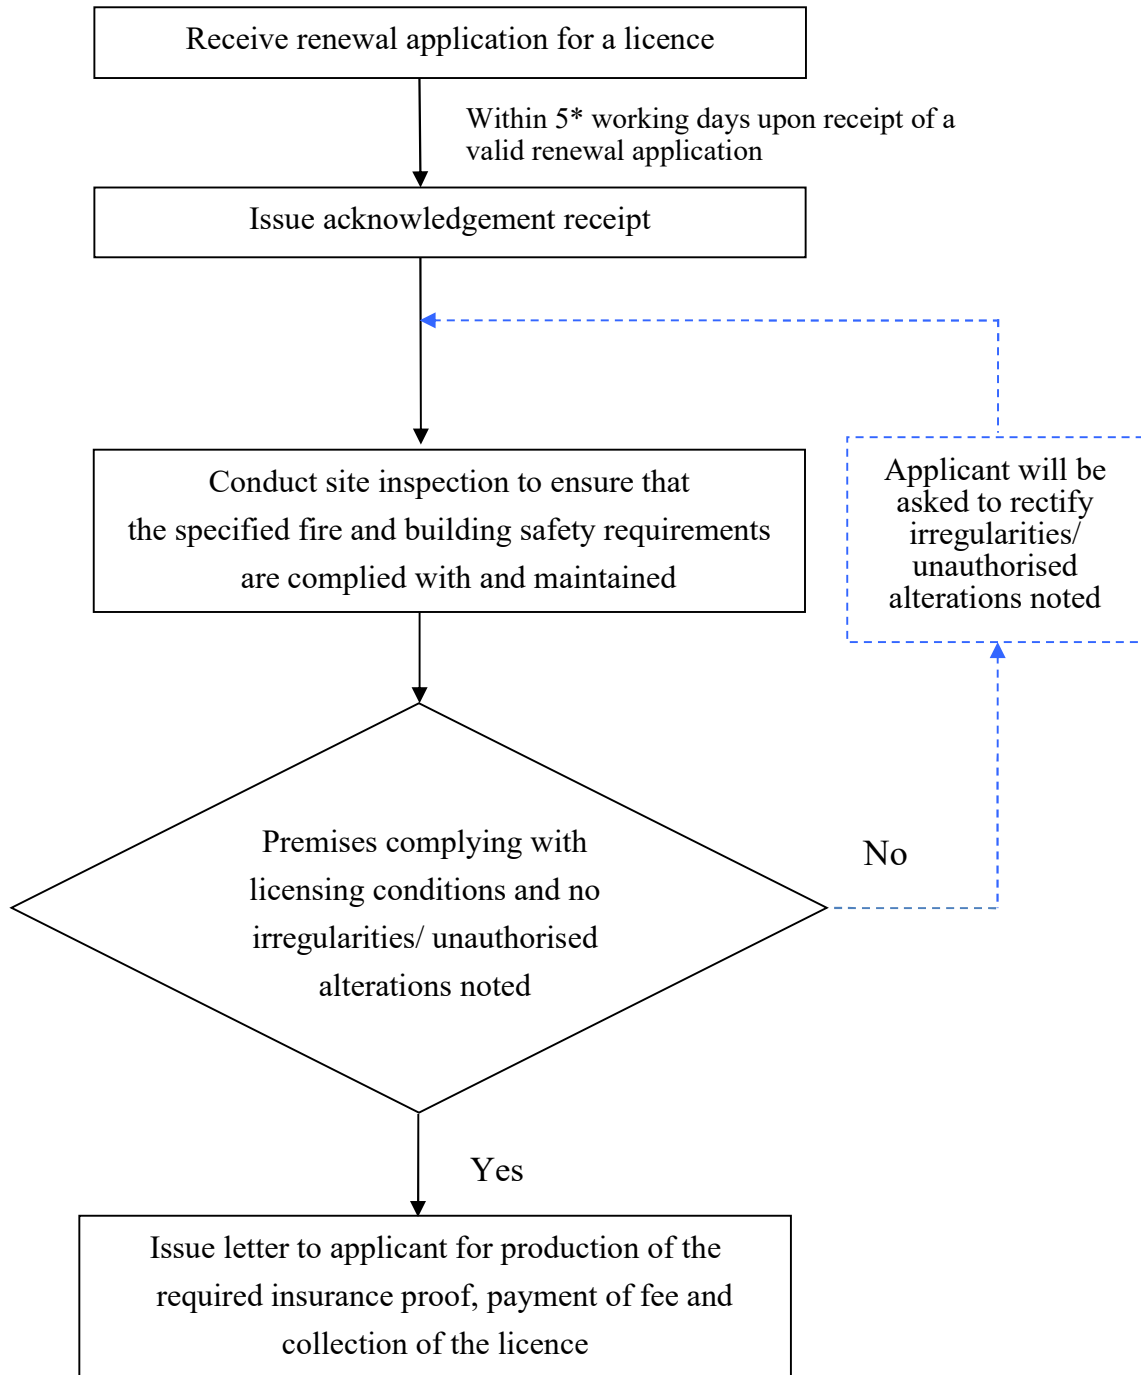 Receive renewal application for a licence
Within 5* working days upon receipt of a
valid renewal application
Issue acknowledgement receipt
Conduct site inspection to ensure that
the specified fire and building safety requirements
are complied with and maintained
Applicant will be
asked to rectify
irregularities/
unauthorised
alterations noted
Premises complying with
licensing conditions and no
irregularities/ unauthorised
alterations noted
No
Yes
Issue letter to applicant for production of the
required insurance proof, payment of fee and
collection of the licence